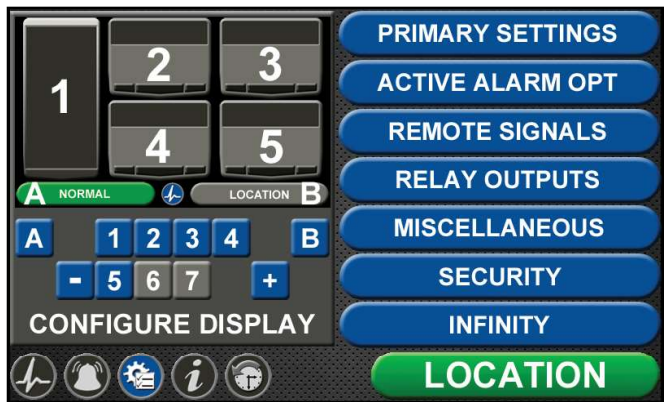 1 2 3
4 5
A NORMAL LOCATION B
A 1 2 3 4 B
- 5 6 7 +
CONFIGURE DISPLAY
PRIMARY SETTINGS
ACTIVE ALARM OPT
REMOTE SIGNALS
RELAY OUTPUTS
MISCELLANEOUS
SECURITY
INFINITY
i
LOCATION